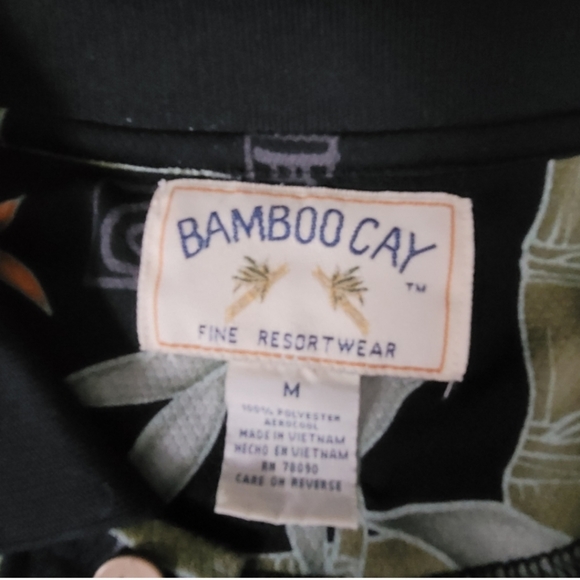 BAMBOO CAY
TM
FINE RESORTWEAR
M
100% POLYESTER
AEROCOOL
MADE IN VIETNAM
HECHO EN VIETNAM
RN 78090
CARE ON REVERSE